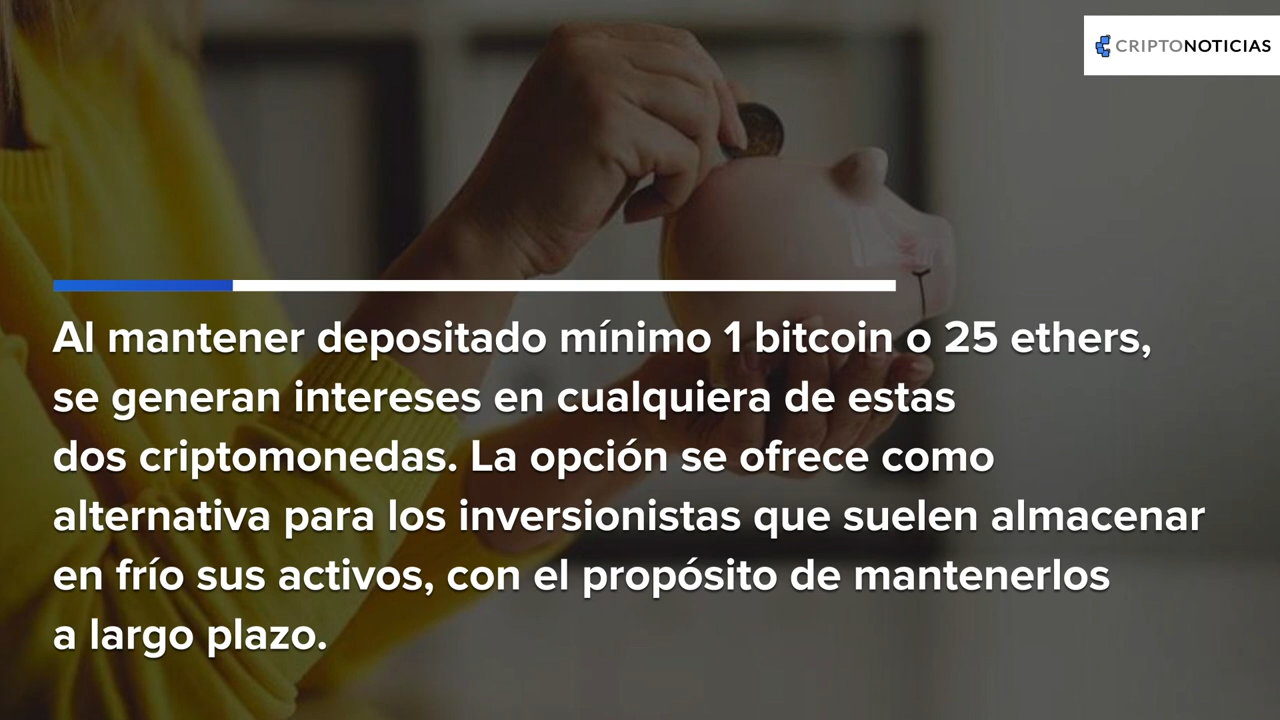 CRIPTONOTICIAS
Al mantener depositado mínimo 1 bitcoin o 25 ethers,
se generan intereses en cualquiera de estas
dos criptomonedas. La opción se ofrece como
alternativa para los inversionistas que suelen almacenar
en frío sus activos, con el propósito de mantenerlos
a largo plazo.